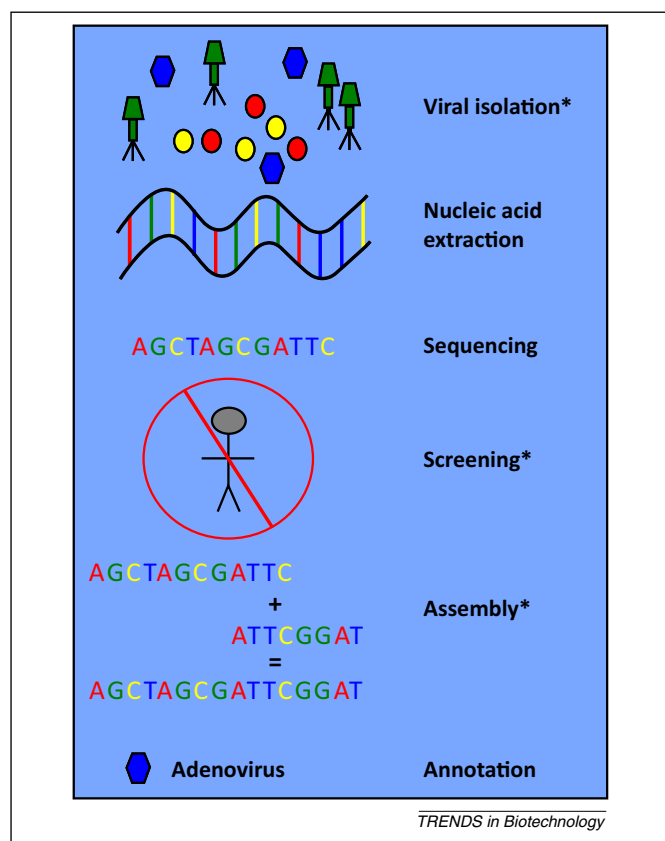 Viral isolation*
Nucleic acid
extraction
AGCTAGCGATTC
Sequencing
Screening*
AGCTAGCGATTC
+
Assembly*
ATTCGGAT
=
AGCTAGCGATTCGGAT
Adenovirus
Annotation
TRENDS in Biotechnology